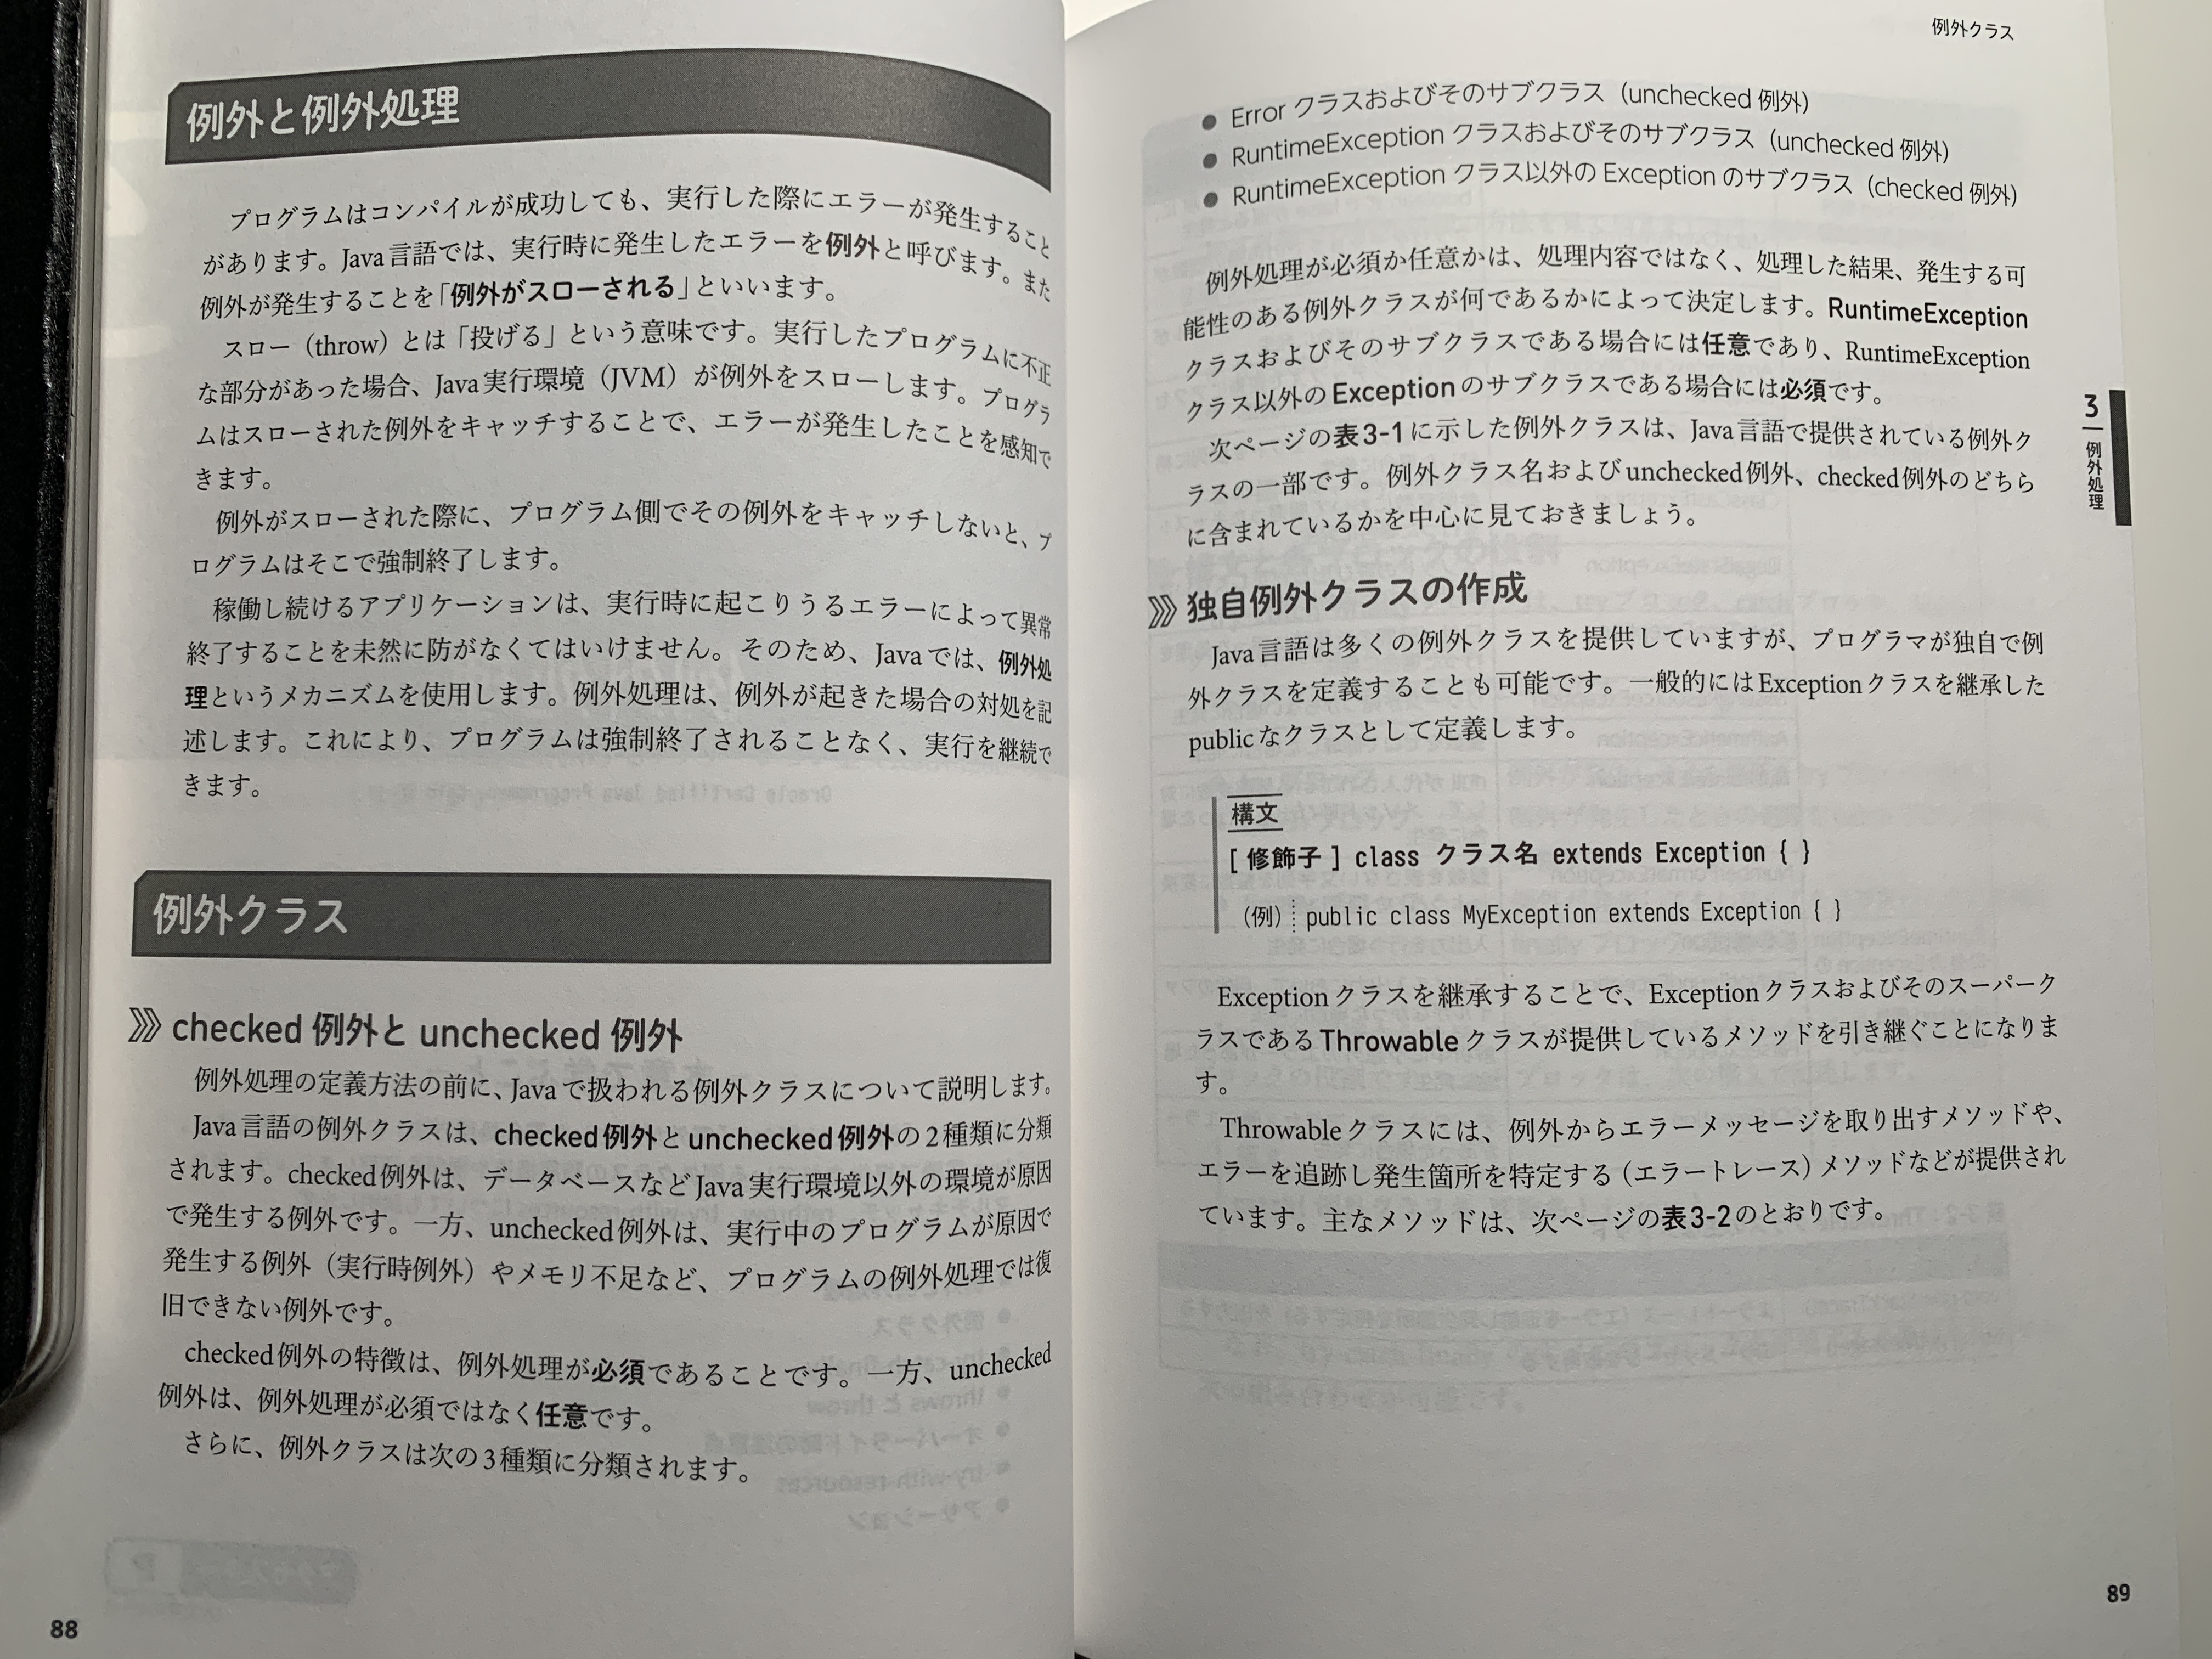 例外と例外処理
プログラムはコンパイルが成功しても、実行した際にエラーが発生すること
があります。Java言語では、実行時に発生したエラーを例外と呼びます。また
例外が発生することを「例外がスローされる」といいます。
スロー（throw）とは「投げる」という意味です。実行したプログラムに不正
な部分があった場合、Java実行環境（JVM）が例外をスローします。プログラ
ムはスローされた例外をキャッチすることで、エラーが発生したことを感知で
きます。
例外がスローされた際に、プログラム側でその例外をキャッチしないと、プ
ログラムはそこで強制終了します。
稼働し続けるアプリケーションは、実行時に起こりうるエラーによって異常
終了することを未然に防がなくてはいけません。そのため、Javaでは、例外処
理というメカニズムを使用します。例外処理は、例外が起きた場合の対処を記
述します。これにより、プログラムは強制終了されることなく、実行を継続で
きます。
例外クラス
checked 例外と unchecked 例外
例外処理の定義方法の前に、Javaで扱われる例外クラスについて説明します。
Java言語の例外クラスは、checked例外とunchecked例外の2種類に分類
されます。checked例外は、データベースなどJava実行環境以外の環境が原因
で発生する例外です。一方、unchecked例外は、実行中のプログラムが原因で
発生する例外（実行時例外）やメモリ不足など、プログラムの例外処理では復
旧できない例外です。
checked例外の特徴は、例外処理が必須であることです。一方、unchecked
例外は、例外処理が必須ではなく任意です。
さらに、例外クラスは次の3種類に分類されます。
88
例外クラス
● Error クラスおよびそのサブクラス（unchecked 例外）
● RuntimeException クラスおよびそのサブクラス（unchecked 例外）
● RuntimeException クラス以外の Exception のサブクラス（checked 例外）
例外処理が必須か任意かは、処理内容ではなく、処理した結果、発生する可
能性のある例外クラスが何であるかによって決定します。RuntimeException
クラスおよびそのサブクラスである場合には任意であり、RuntimeException
クラス以外のExceptionのサブクラスである場合には必須です。
次ページの表3-1に示した例外クラスは、Java言語で提供されている例外ク
ラスの一部です。例外クラス名およびunchecked例外、checked例外のどちら
に含まれているかを中心に見ておきましょう。
3
例外処理
独自例外クラスの作成
Java言語は多くの例外クラスを提供していますが、プログラマが独自で例
外クラスを定義することも可能です。一般的にはExceptionクラスを継承した
publicなクラスとして定義します。
構文
[ 修飾子 ] class クラス名 extends Exception { }
（例） public class MyException extends Exception { }
Exceptionクラスを継承することで、Exceptionクラスおよびそのスーパーク
ラスであるThrowableクラスが提供しているメソッドを引き継ぐことになりま
す。
Throwableクラスには、例外からエラーメッセージを取り出すメソッドや、
エラーを追跡し発生箇所を特定する（エラートレース）メソッドなどが提供され
ています。主なメソッドは、次ページの表3-2のとおりです。
89